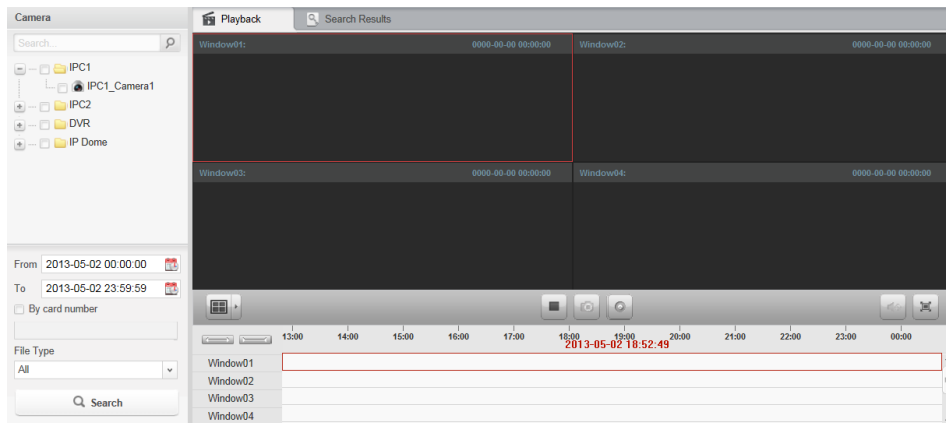 Camera
Search...
IPC1
IPC1_Camera1
IPC2
DVR
IP Dome
From 2013-05-02 00:00:00
To 2013-05-02 23:59:59
By card number
File Type
All
Search
Playback Search Results
Window01: 0000-00-00 00:00:00 Window02: 0000-00-00 00:00:00
Window03: 0000-00-00 00:00:00 Window04: 0000-00-00 00:00:00
13:00 14:00 15:00 16:00 17:00 18:00 19:00 20:00 21:00 22:00 23:00 00:00
2013-05-02 18:52:49
Window01
Window02
Window03
Window04